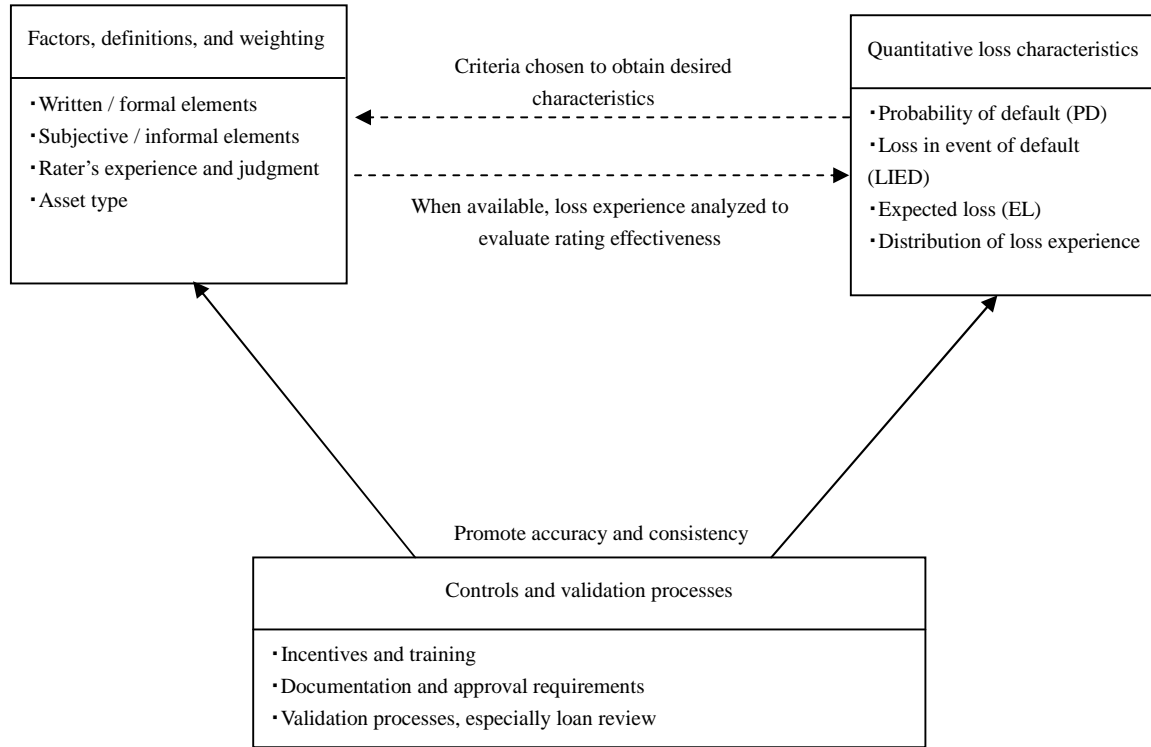 Factors, definitions, and weighting
・Written / formal elements
・Subjective / informal elements
・Rater’s experience and judgment
・Asset type
Criteria chosen to obtain desired
characteristics
When available, loss experience analyzed to
evaluate rating effectiveness
Quantitative loss characteristics
・Probability of default (PD)
・Loss in event of default
(LIED)
・Expected loss (EL)
・Distribution of loss experience
Promote accuracy and consistency
Controls and validation processes
・Incentives and training
・Documentation and approval requirements
・Validation processes, especially loan review